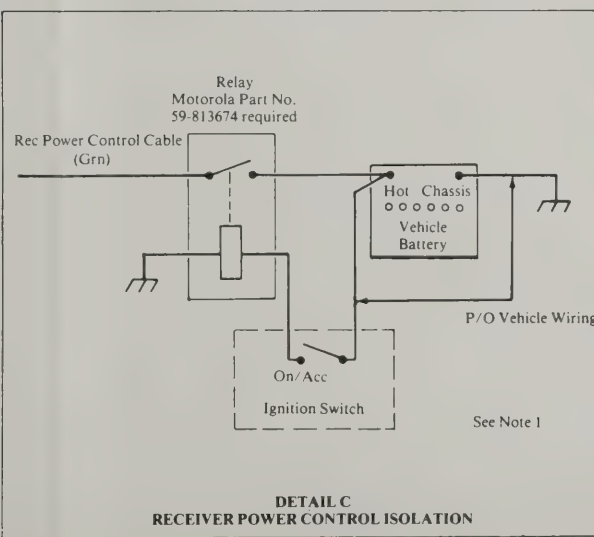 Relay
Motorola Part No.
59-813674 required
Rec Power Control Cable
(Grn)
Hot Chassis
Vehicle
Battery
P/O Vehicle Wiring
On/Acc
Ignition Switch
See Note 1
DETAIL C
RECEIVER POWER CONTROL ISOLATION